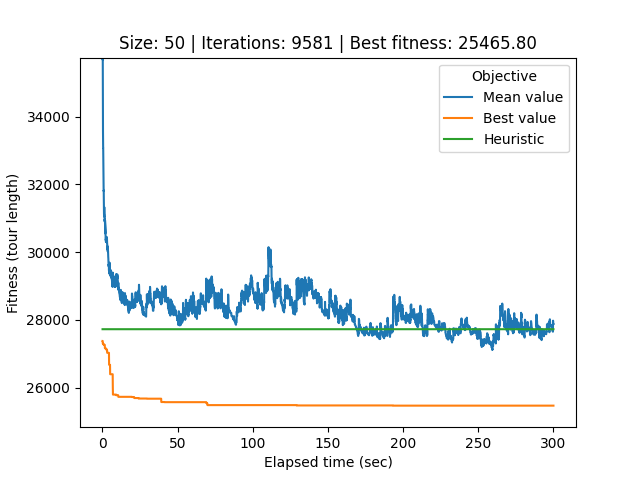 Size: 50 | Iterations: 9581 | Best fitness: 25465.80
Objective
Mean value
Best value
Heuristic
34000
32000
30000
28000
26000
Fitness (tour length)
0 50 100 150 200 250 300
Elapsed time (sec)